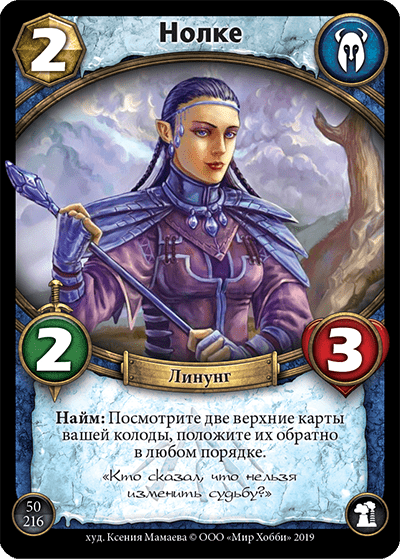 2
Нолке
2
3
Линунг
Найм: Посмотрите две верхние карты
вашей колоды, положите их обратно
в любом порядке.
«Кто сказал, что нельзя
изменить судьбу?»
50
216
худ. Ксения Мамаева © ООО «Мир Хобби» 2019